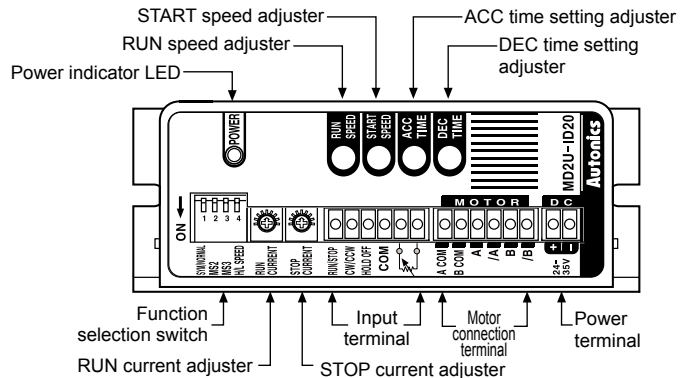 START speed adjuster
ACC time setting adjuster
RUN speed adjuster
DEC time setting
adjuster
Power indicator LED
POWER
RUN
SPEED
START
SPEED
ACC
TIME
DEC
TIME
MD2U-ID20
Autonics
ON
1 2 3 4
MOTOR
DC
SYM/NORMAL
MS2
MS3
H/L SPEED
RUN
CURRENT
STOP
CURRENT
RUN/STOP
CW/CCW
HOLD OFF
COM
A COM
B COM
A
/A
B
/B
+
24-
35V
Function
selection switch
Input
terminal
Motor
connection
terminal
Power
terminal
RUN current adjuster
STOP current adjuster